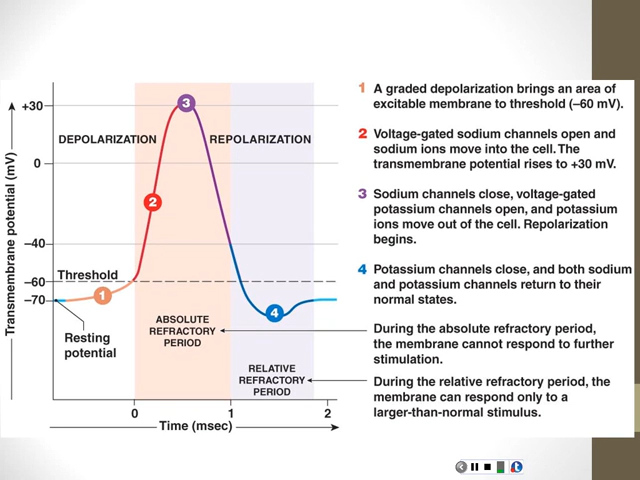 +30
0
–40
–60
–70
Transmembrane potential (mV)
DEPOLARIZATION
REPOLARIZATION
3
2
1
4
Threshold
Resting
potential
ABSOLUTE
REFRACTORY
PERIOD
RELATIVE
REFRACTORY
PERIOD
0
1
2
Time (msec)
1 A graded depolarization brings an area of
excitable membrane to threshold (–60 mV).
2 Voltage-gated sodium channels open and
sodium ions move into the cell. The
transmembrane potential rises to +30 mV.
3 Sodium channels close, voltage-gated
potassium channels open, and potassium
ions move out of the cell. Repolarization
begins.
4 Potassium channels close, and both sodium
and potassium channels return to their
normal states.
During the absolute refractory period,
the membrane cannot respond to further
stimulation.
During the relative refractory period, the
membrane can respond only to a
larger-than-normal stimulus.